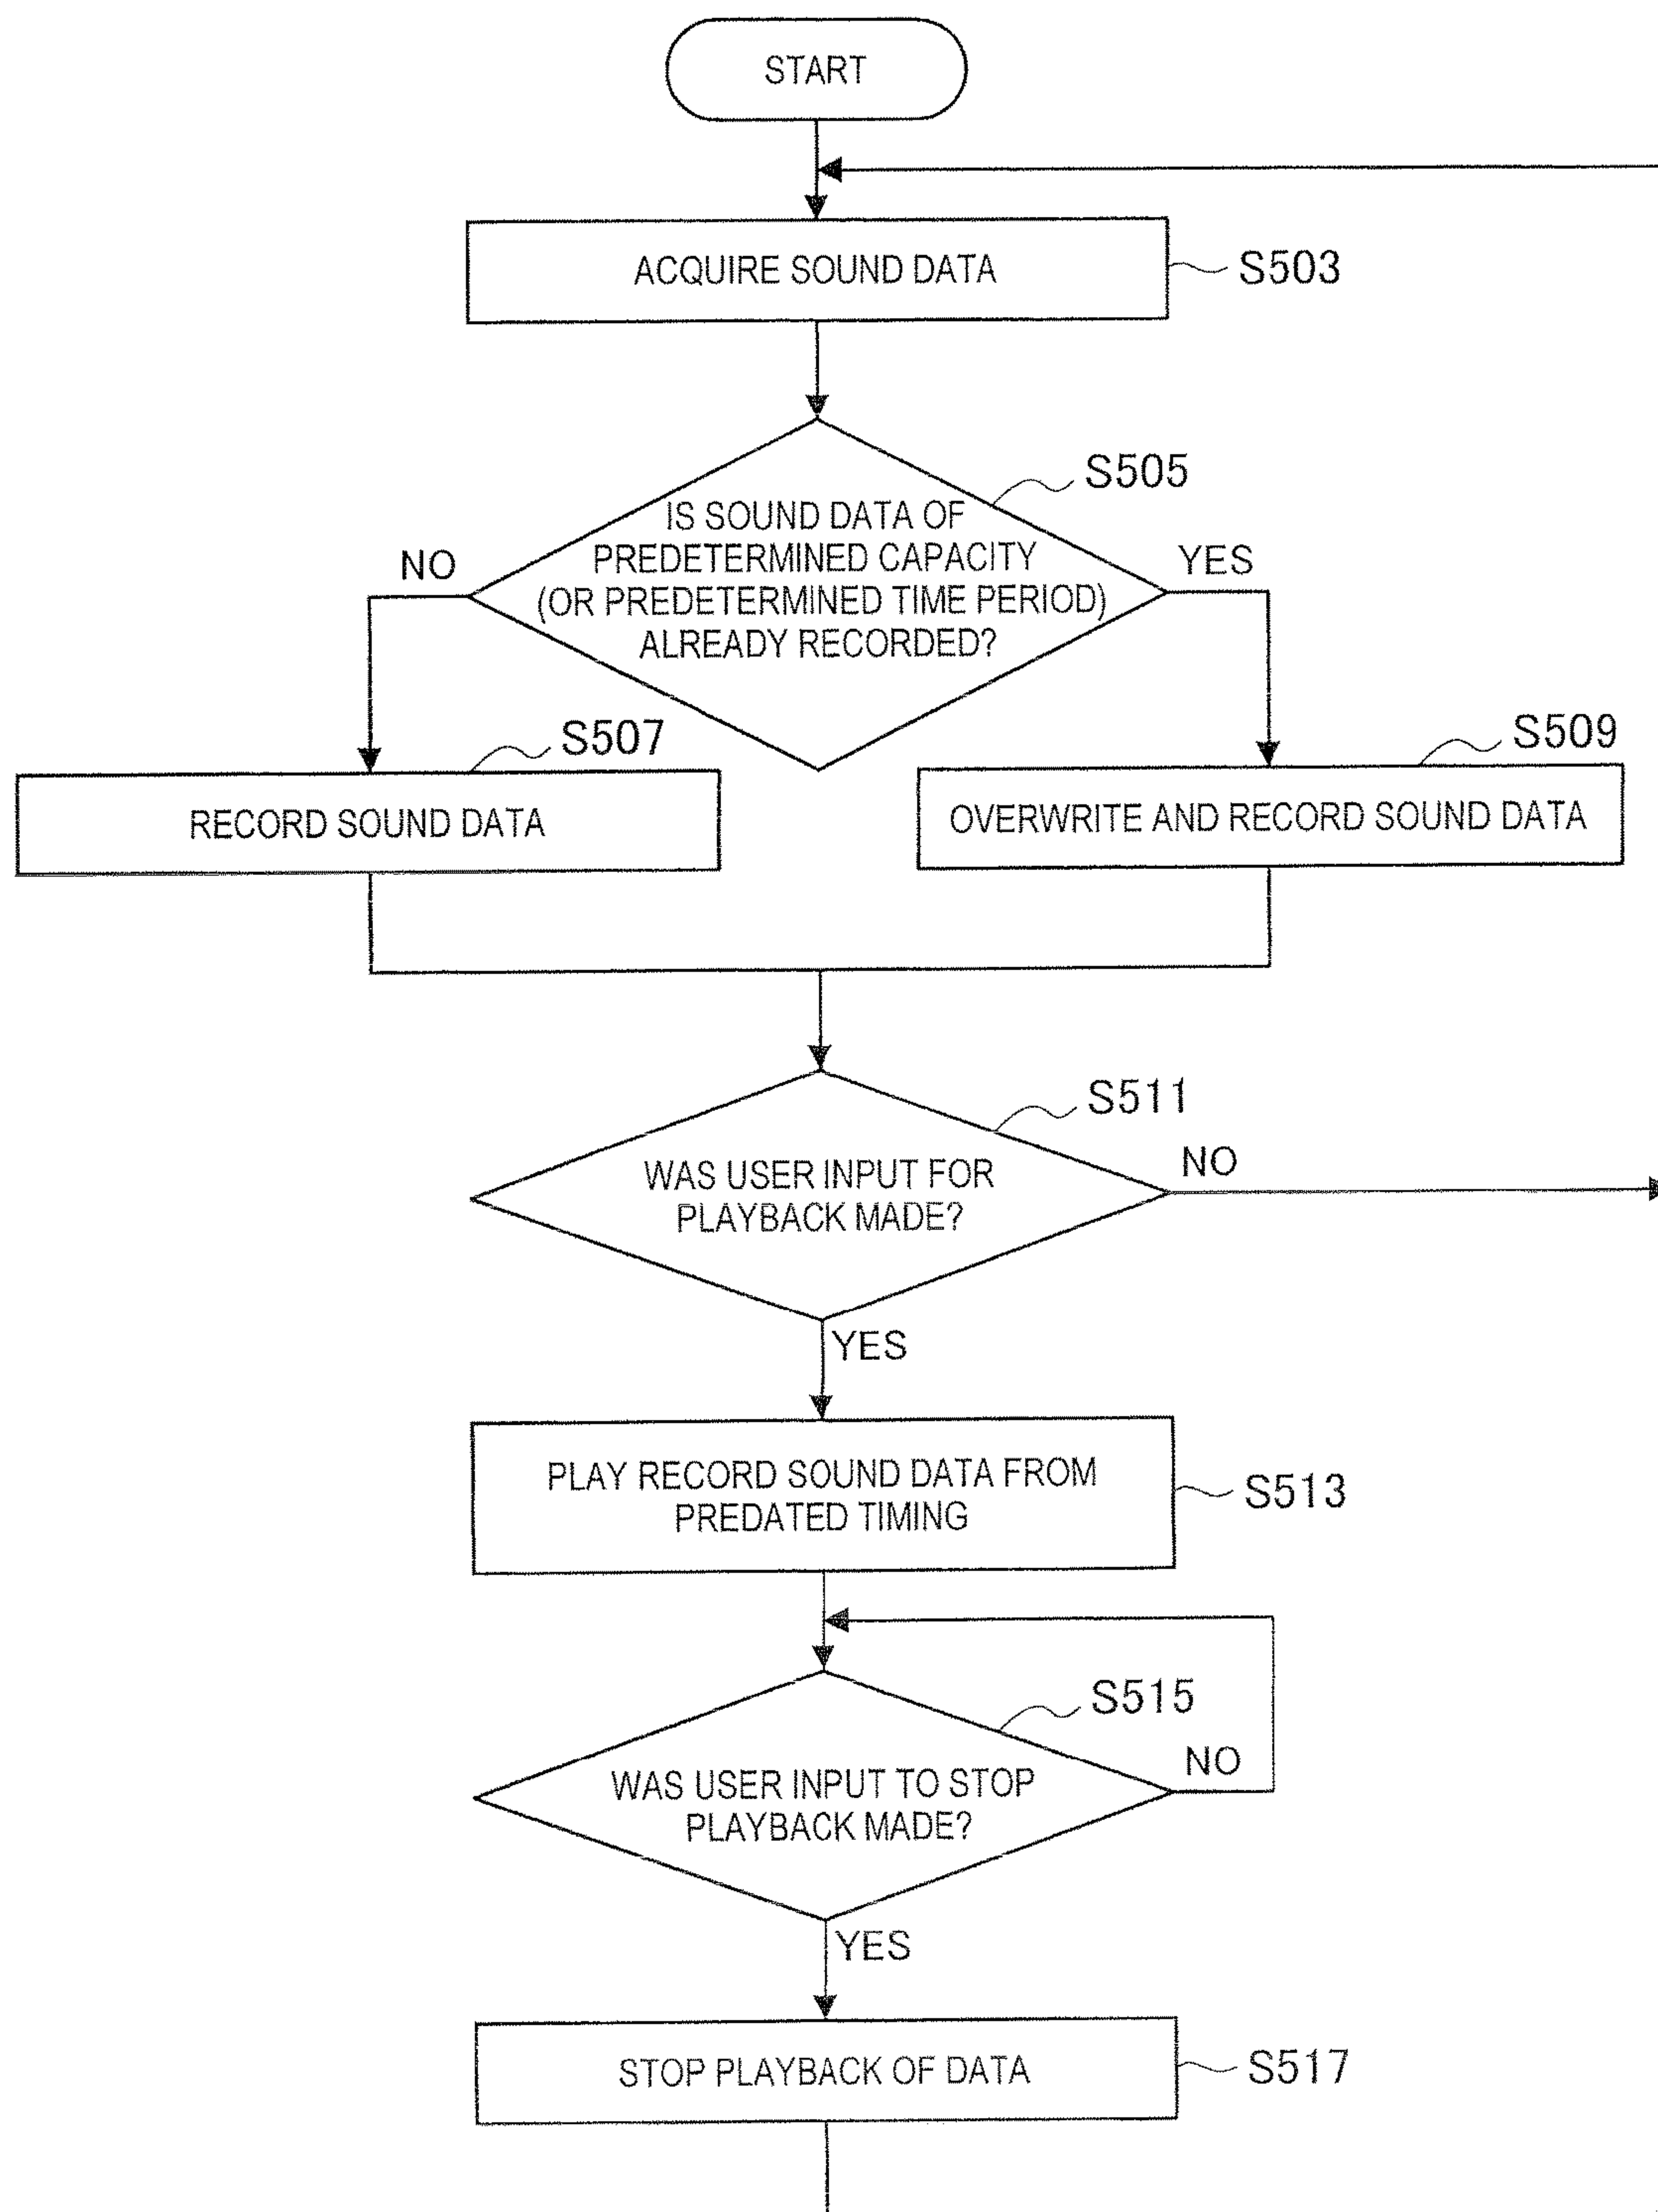 START
ACQUIRE SOUND DATA
S503
S505
IS SOUND DATA OF
PREDETERMINED CAPACITY
(OR PREDETERMINED TIME PERIOD)
ALREADY RECORDED?
NO
YES
S507
RECORD SOUND DATA
S509
OVERWRITE AND RECORD SOUND DATA
S511
WAS USER INPUT FOR
PLAYBACK MADE?
NO
YES
PLAY RECORD SOUND DATA FROM
PREDATED TIMING
S513
S515
WAS USER INPUT TO STOP
PLAYBACK MADE?
NO
YES
STOP PLAYBACK OF DATA
S517